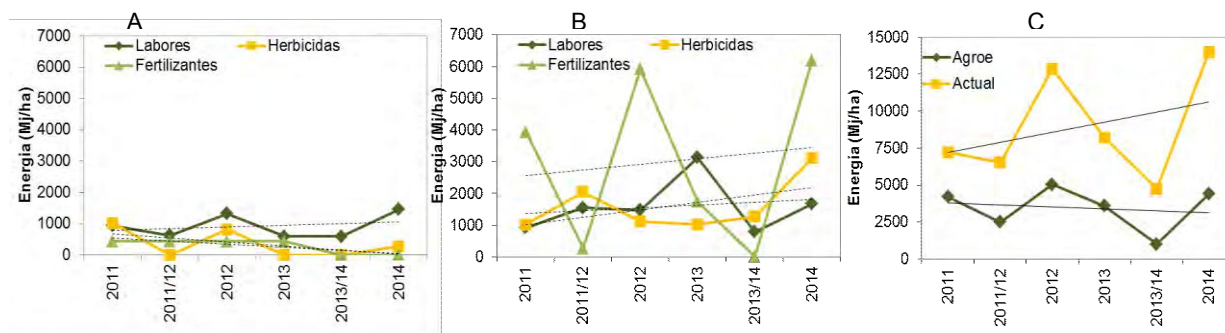 A
7000
6000
5000
4000
3000
2000
1000
0
Energía (Mj/ha)
Labores
Herbicidas
Fertilizantes
2011
2011/12
2012
2013
2013/14
2014
B
7000
6000
5000
4000
3000
2000
1000
0
Energía (Mj/ha)
Labores
Herbicidas
Fertilizantes
2011
2011/12
2012
2013
2013/14
2014
C
15000
12500
10000
7500
5000
2500
0
Energía (Mj/ha)
Agroe
Actual
2011
2011/12
2012
2013
2013/14
2014